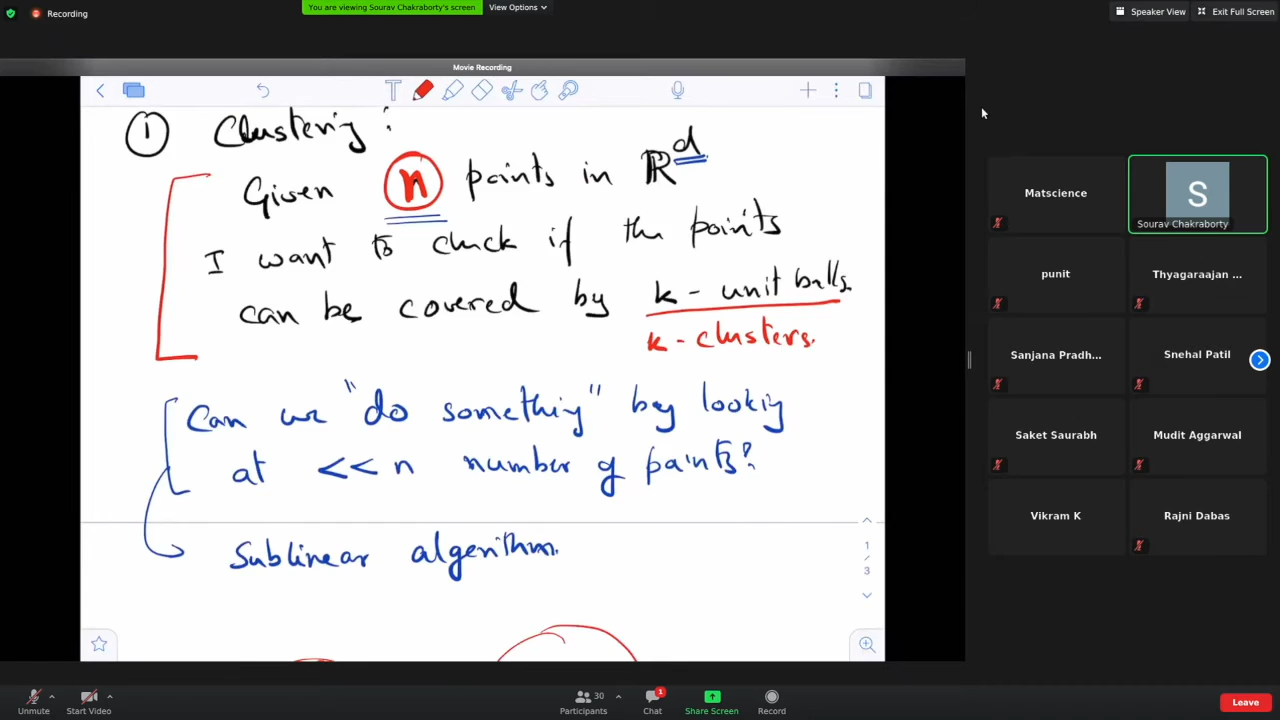 Recording
You are viewing Sourav Chakraborty's screen
View Options
Speaker View
Exit Full Screen
Movie Recording
① Clustering:
Given n points in ℝᵈ
I want to check if the points
can be covered by k - unit balls.
k - clusters.
Can we "do something" by looking
at << n number of points?
Sublinear algorithm.
1
/
3
Matscience
S
Sourav Chakraborty
punit
Thyagaraajan ...
Sanjana Pradh...
Snehal Patil
Saket Saurabh
Mudit Aggarwal
Vikram K
Rajni Dabas
Unmute
Start Video
30
Participants
1
Chat
Share Screen
Record
Leave